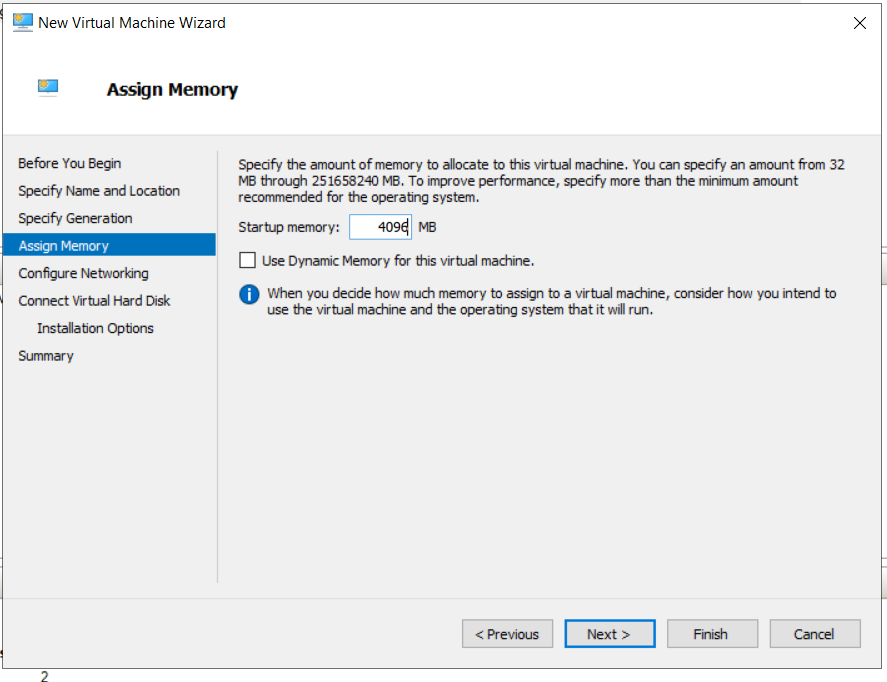 New Virtual Machine Wizard
Assign Memory
Before You Begin
Specify Name and Location
Specify Generation
Assign Memory
Configure Networking
Connect Virtual Hard Disk
Installation Options
Summary
Specify the amount of memory to allocate to this virtual machine. You can specify an amount from 32
MB through 251658240 MB. To improve performance, specify more than the minimum amount
recommended for the operating system.
Startup memory: 4096 MB
Use Dynamic Memory for this virtual machine.
When you decide how much memory to assign to a virtual machine, consider how you intend to
use the virtual machine and the operating system that it will run.
< Previous Next > Finish Cancel
2